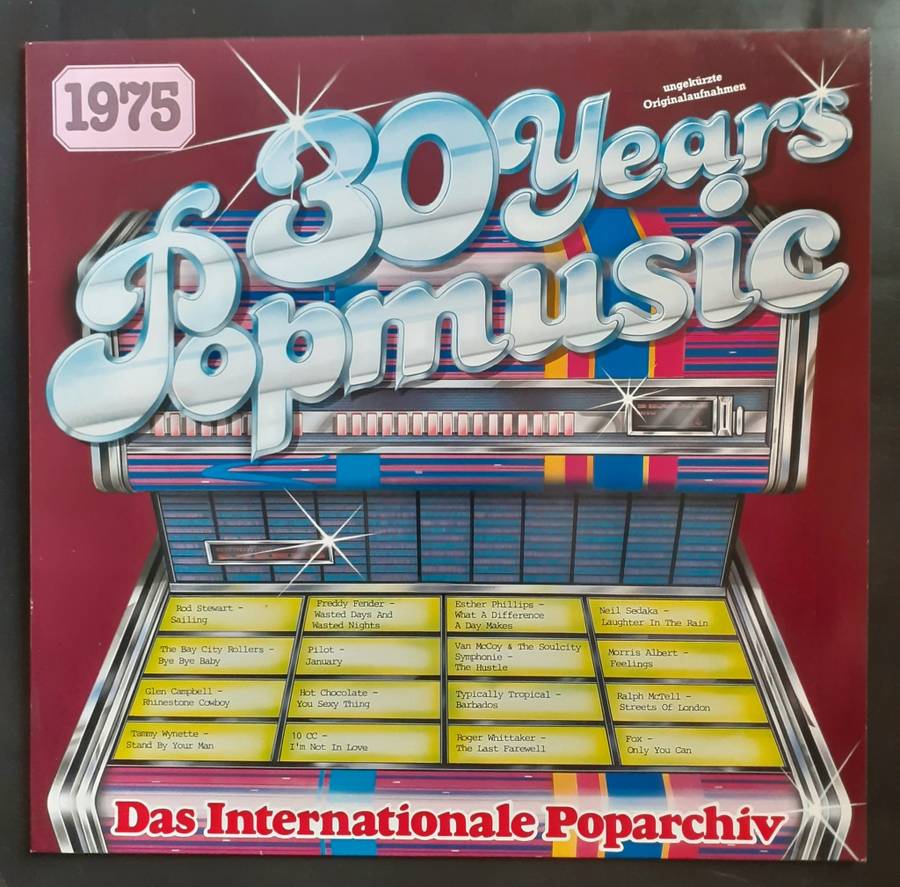 1975
ungekürzte
Originalaufnahmen
30 Years
Popmusic
Rod Stewart -
Sailing
Freddy Fender -
Wasted Days And
Wasted Nights
Esther Phillips -
What A Difference
A Day Makes
Neil Sedaka -
Laughter In The Rain
The Bay City Rollers -
Bye Bye Baby
Pilot -
January
Van McCoy & The Soulcity
Symphonie -
The Hustle
Morris Albert -
Feelings
Glen Campbell -
Rhinestone Cowboy
Hot Chocolate -
You Sexy Thing
Typically Tropical -
Barbados
Ralph McTell -
Streets Of London
Tammy Wynette -
Stand By Your Man
10 CC -
I'm Not In Love
Roger Whittaker -
The Last Farewell
Fox -
Only You Can
Das Internationale Poparchiv